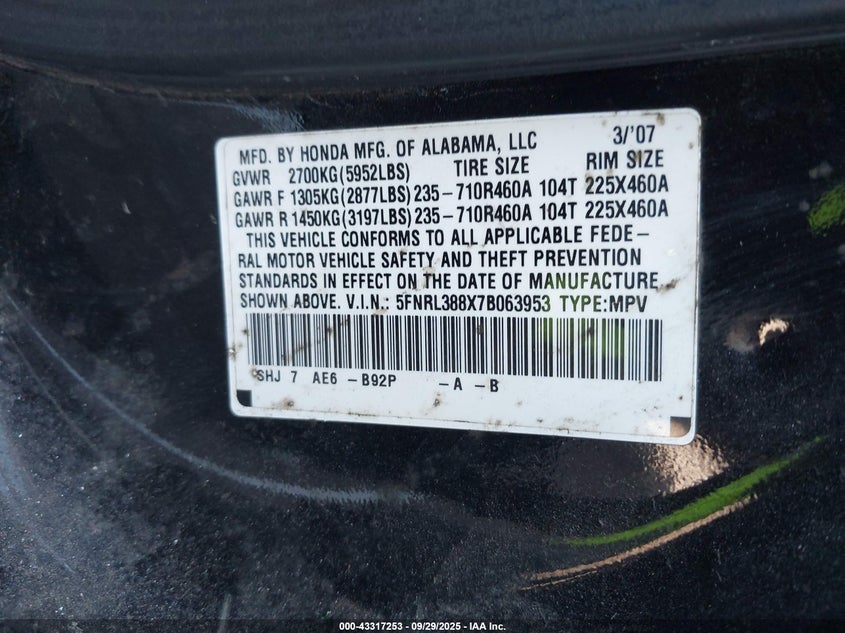 MFD. BY HONDA MFG. OF ALABAMA, LLC 3/'07
GVWR 2700KG(5952LBS) TIRE SIZE RIM SIZE
GAWR F 1305KG(2877LBS) 235-710R460A 104T 225X460A
GAWR R 1450KG(3197LBS) 235-710R460A 104T 225X460A
THIS VEHICLE CONFORMS TO ALL APPLICABLE FEDE-
RAL MOTOR VEHICLE SAFETY AND THEFT PREVENTION
STANDARDS IN EFFECT ON THE DATE OF MANUFACTURE
SHOWN ABOVE. V.I.N.: 5FNRL388X7B063953 TYPE:MPV
SHJ 7 AE6 -B92P -A -B
000-43317253 - 09/29/2025 - IAA Inc.